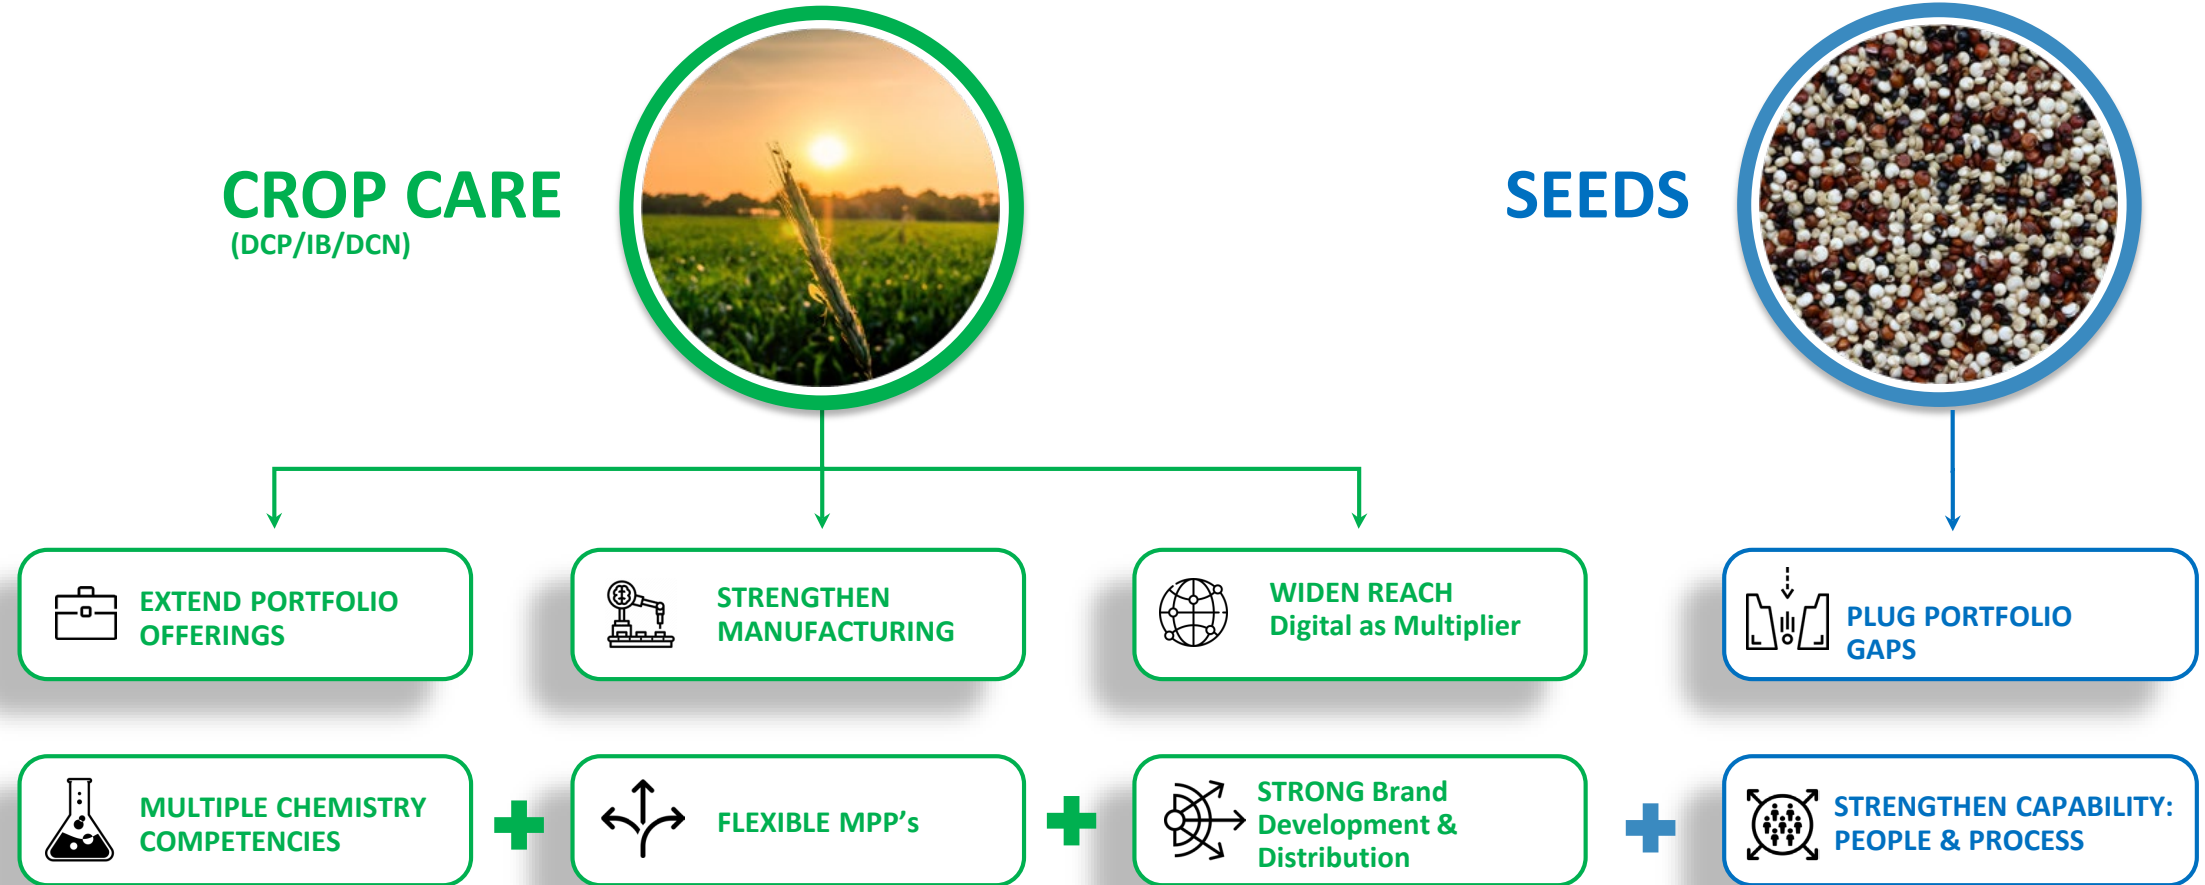 CROP CARE
(DCP/IB/DCN)
SEEDS
EXTEND PORTFOLIO
OFFERINGS
STRENGTHEN
MANUFACTURING
WIDEN REACH
Digital as Multiplier
PLUG PORTFOLIO
GAPS
MULTIPLE CHEMISTRY
COMPETENCIES
FLEXIBLE MPP's
STRONG Brand
Development &
Distribution
STRENGTHEN CAPABILITY:
PEOPLE & PROCESS